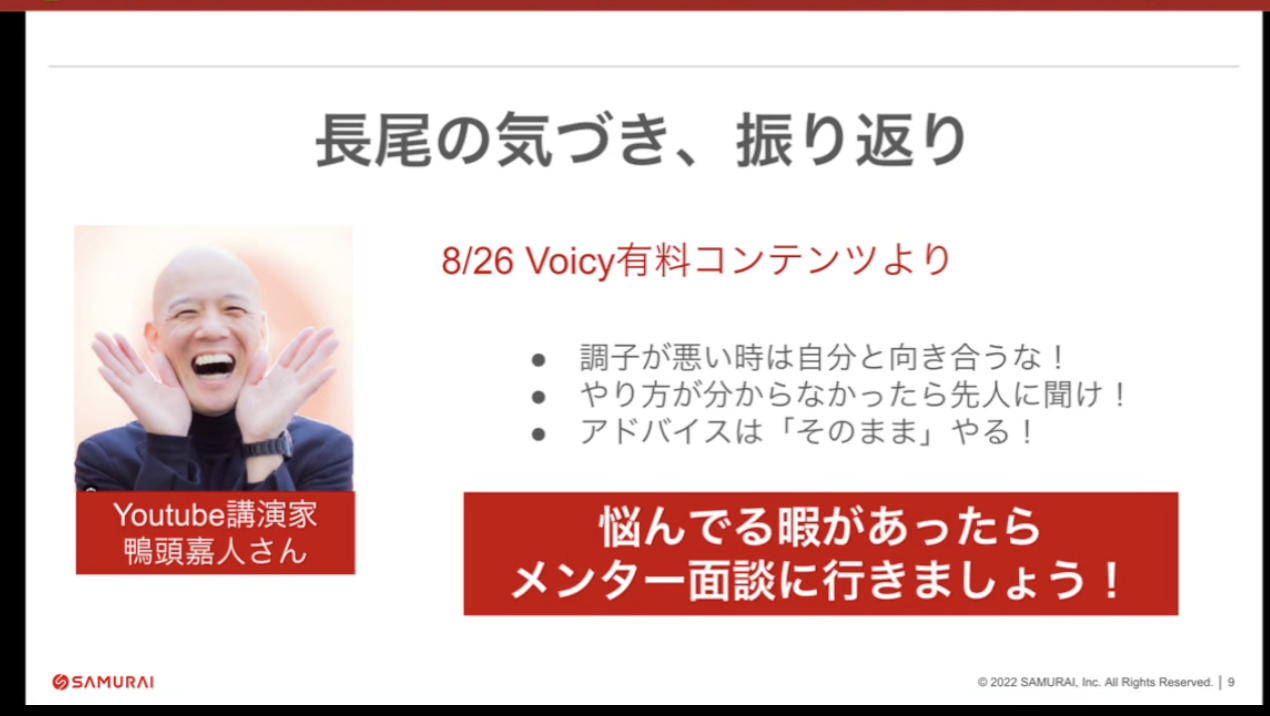 長尾の気づき、振り返り
8/26 Voicy有料コンテンツより
● 調子が悪い時は自分と向き合うな！
● やり方が分からなかったら先人に聞け！
● アドバイスは「そのまま」やる！
Youtube講演家
鴨頭嘉人さん
悩んでる暇があったら
メンター面談に行きましょう！
SAMURAI
© 2022 SAMURAI, Inc. All Rights Reserved. | 9